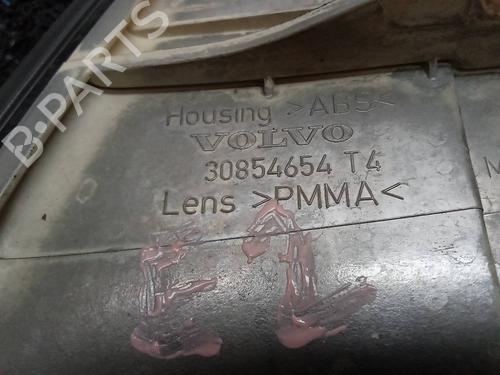 B-PARTS
Housing >ABS<
VOLVO
30854654 T4
Lens >PMMA<